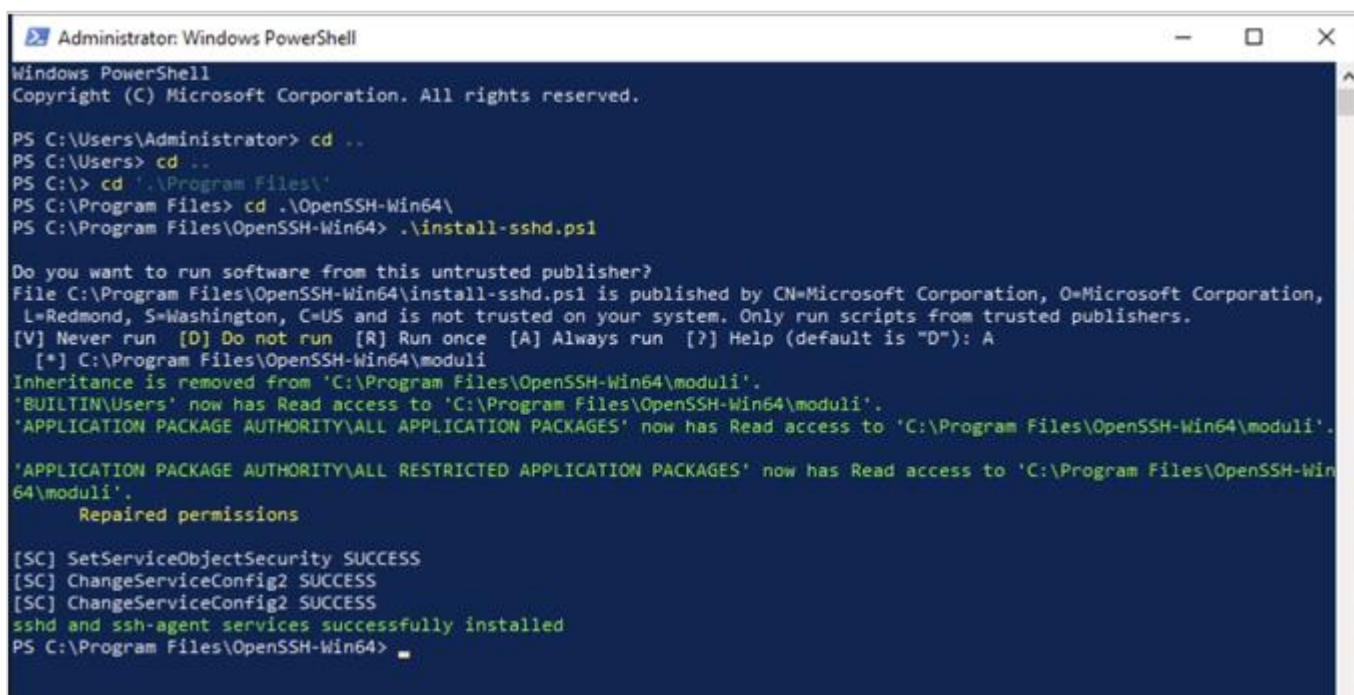 Administrator: Windows PowerShell
Windows PowerShell
Copyright (C) Microsoft Corporation. All rights reserved.
PS C:\Users\Administrator> cd ..
PS C:\Users> cd ..
PS C:\> cd '.\Program Files\'
PS C:\Program Files> cd .\OpenSSH-Win64\
PS C:\Program Files\OpenSSH-Win64> .\install-sshd.ps1
Do you want to run software from this untrusted publisher?
File C:\Program Files\OpenSSH-Win64\install-sshd.ps1 is published by CN=Microsoft Corporation, O=Microsoft Corporation,
L=Redmond, S=Washington, C=US and is not trusted on your system. Only run scripts from trusted publishers.
[V] Never run [D] Do not run [R] Run once [A] Always run [?] Help (default is "D"): A
[*] C:\Program Files\OpenSSH-Win64\moduli
Inheritance is removed from 'C:\Program Files\OpenSSH-Win64\moduli'.
'BUILTIN\Users' now has Read access to 'C:\Program Files\OpenSSH-Win64\moduli'.
'APPLICATION PACKAGE AUTHORITY\ALL APPLICATION PACKAGES' now has Read access to 'C:\Program Files\OpenSSH-Win64\moduli'.
'APPLICATION PACKAGE AUTHORITY\ALL RESTRICTED APPLICATION PACKAGES' now has Read access to 'C:\Program Files\OpenSSH-Win
64\moduli'.
Repaired permissions
[SC] SetServiceObjectSecurity SUCCESS
[SC] ChangeServiceConfig2 SUCCESS
[SC] ChangeServiceConfig2 SUCCESS
sshd and ssh-agent services successfully installed
PS C:\Program Files\OpenSSH-Win64>